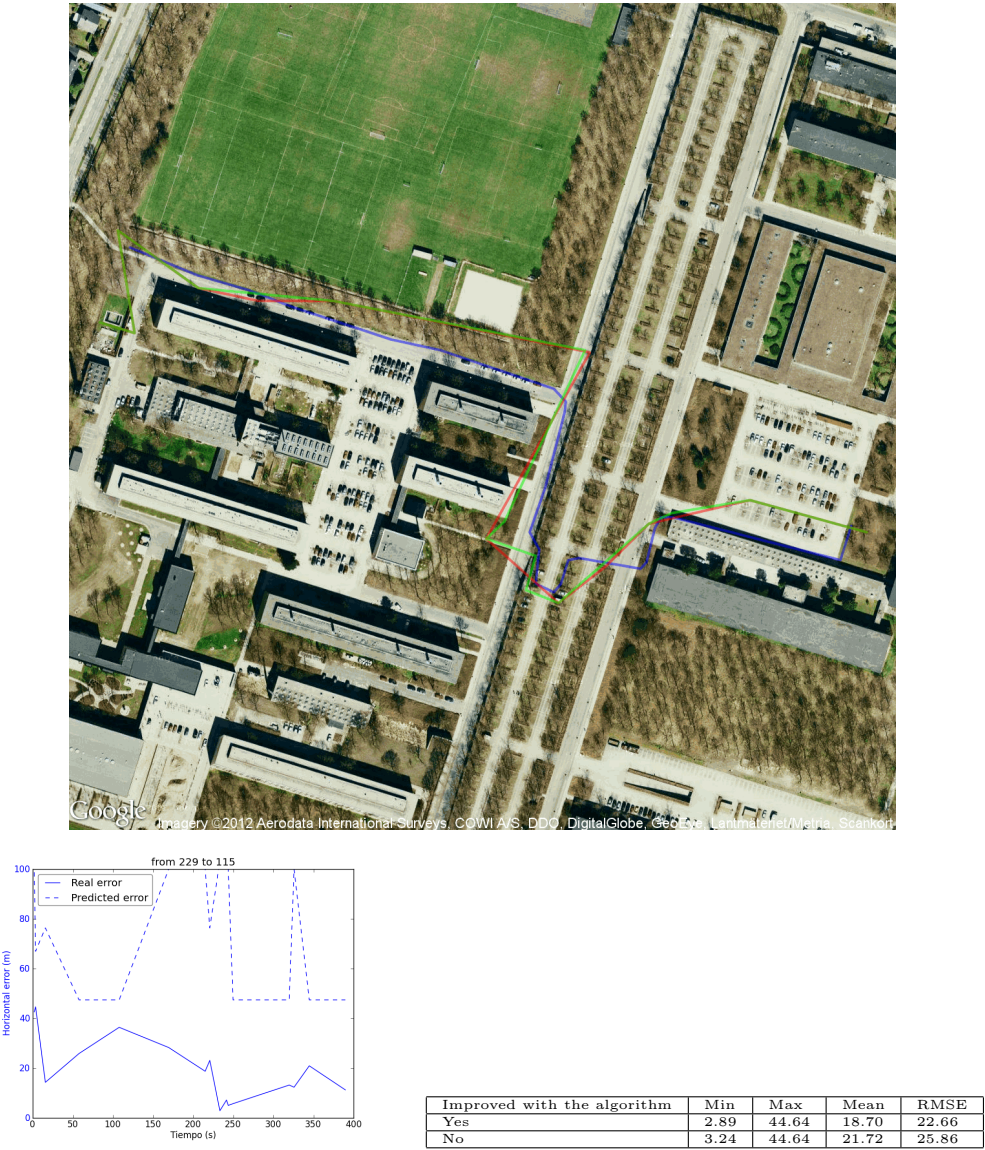 Google
Imagery ©2012 Aerodata International Surveys, COWI A/S, DDO, DigitalGlobe, GeoEye, Lantmateriet/Metria, Scankort
from 229 to 115
Real error
Predicted error
Horizontal error (m)
100
80
60
40
20
0
0 50 100 150 200 250 300 350 400
Tiempo (s)
Improved with the algorithm Min Max Mean RMSE
Yes 2.89 44.64 18.70 22.66
No 3.24 44.64 21.72 25.86